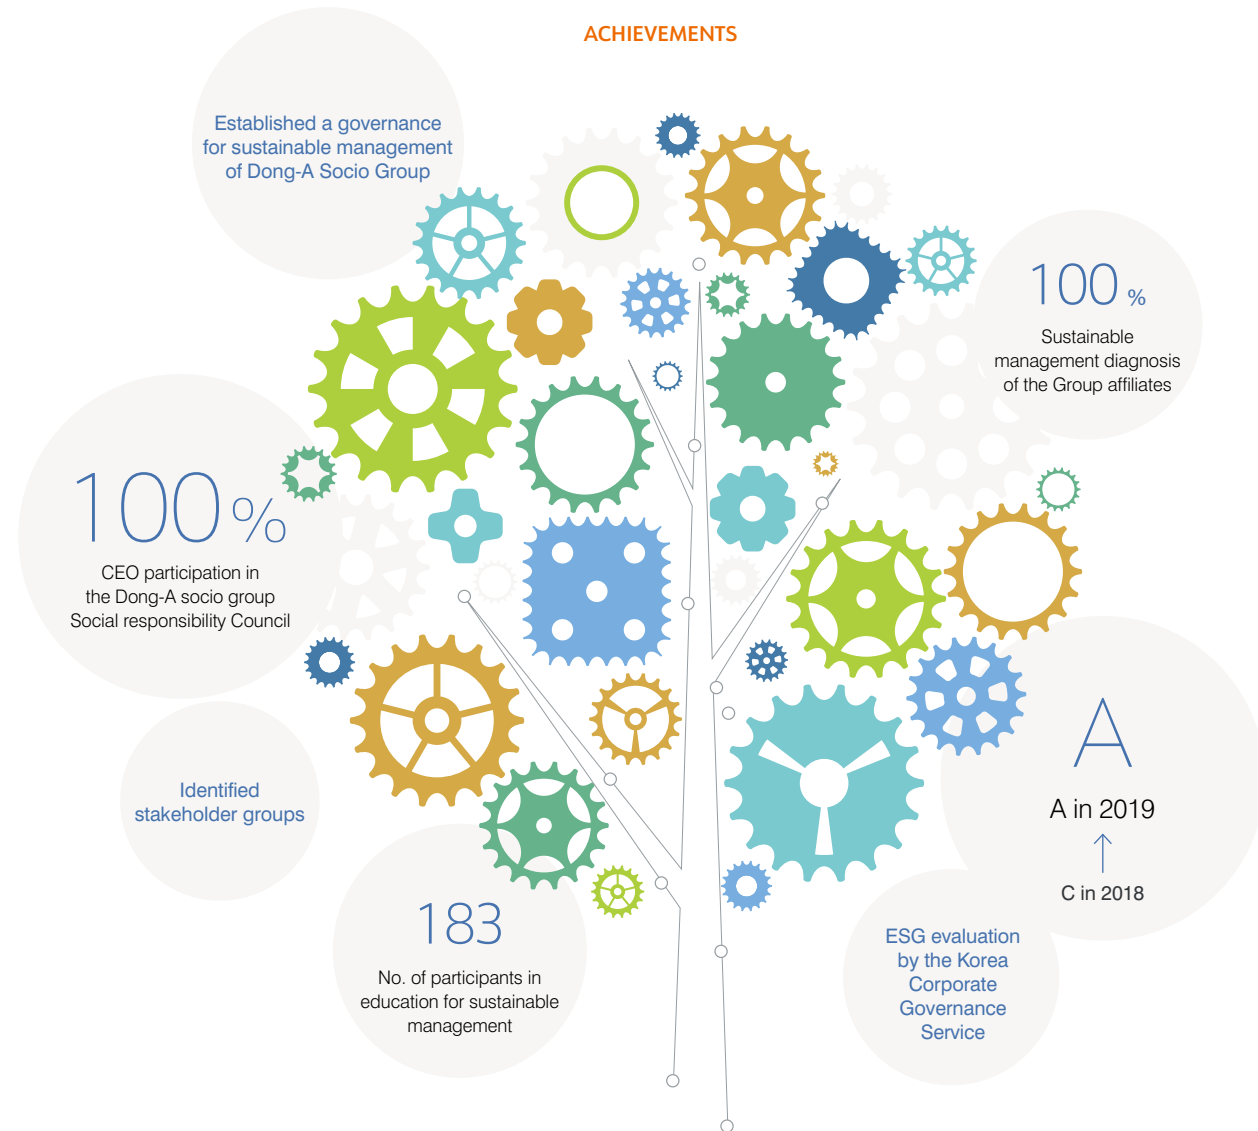 ACHIEVEMENTS
Established a governance
for sustainable management
of Dong-A Socio Group
100 %
Sustainable
management diagnosis
of the Group affiliates
100 %
CEO participation in
the Dong-A socio group
Social responsibility Council
Identified
stakeholder groups
183
No. of participants in
education for sustainable
management
A
A in 2019
C in 2018
ESG evaluation
by the Korea
Corporate
Governance
Service